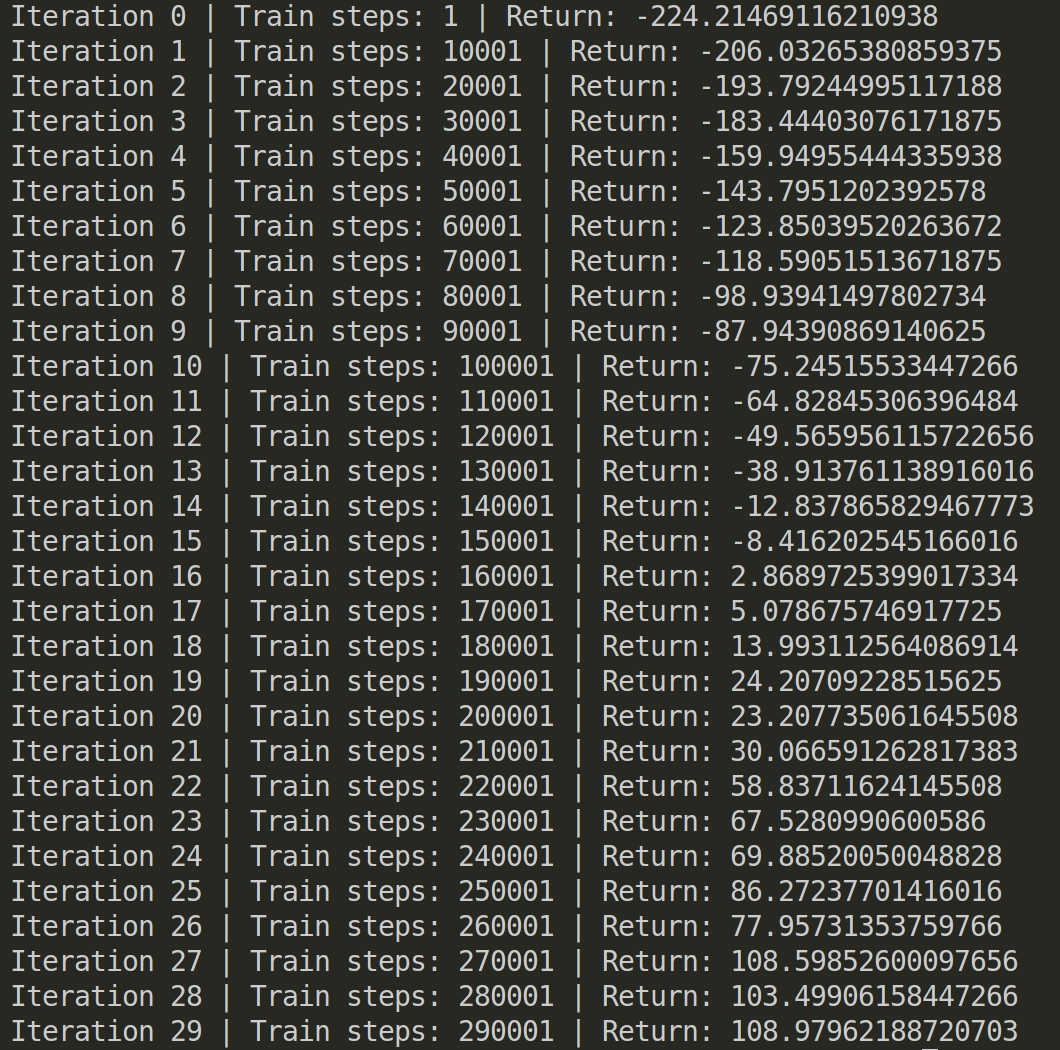 Iteration 0 | Train steps: 1 | Return: -224.21469116210938
Iteration 1 | Train steps: 10001 | Return: -206.03265380859375
Iteration 2 | Train steps: 20001 | Return: -193.79244995117188
Iteration 3 | Train steps: 30001 | Return: -183.44403076171875
Iteration 4 | Train steps: 40001 | Return: -159.94955444335938
Iteration 5 | Train steps: 50001 | Return: -143.7951202392578
Iteration 6 | Train steps: 60001 | Return: -123.85039520263672
Iteration 7 | Train steps: 70001 | Return: -118.59051513671875
Iteration 8 | Train steps: 80001 | Return: -98.93941497802734
Iteration 9 | Train steps: 90001 | Return: -87.94390869140625
Iteration 10 | Train steps: 100001 | Return: -75.24515533447266
Iteration 11 | Train steps: 110001 | Return: -64.82845306396484
Iteration 12 | Train steps: 120001 | Return: -49.565956115722656
Iteration 13 | Train steps: 130001 | Return: -38.913761138916016
Iteration 14 | Train steps: 140001 | Return: -12.837865829467773
Iteration 15 | Train steps: 150001 | Return: -8.416202545166016
Iteration 16 | Train steps: 160001 | Return: 2.8689725399017334
Iteration 17 | Train steps: 170001 | Return: 5.078675746917725
Iteration 18 | Train steps: 180001 | Return: 13.993112564086914
Iteration 19 | Train steps: 190001 | Return: 24.20709228515625
Iteration 20 | Train steps: 200001 | Return: 23.207735061645508
Iteration 21 | Train steps: 210001 | Return: 30.066591262817383
Iteration 22 | Train steps: 220001 | Return: 58.83711624145508
Iteration 23 | Train steps: 230001 | Return: 67.5280990600586
Iteration 24 | Train steps: 240001 | Return: 69.88520050048828
Iteration 25 | Train steps: 250001 | Return: 86.27237701416016
Iteration 26 | Train steps: 260001 | Return: 77.95731353759766
Iteration 27 | Train steps: 270001 | Return: 108.59852600097656
Iteration 28 | Train steps: 280001 | Return: 103.49906158447266
Iteration 29 | Train steps: 290001 | Return: 108.97962188720703